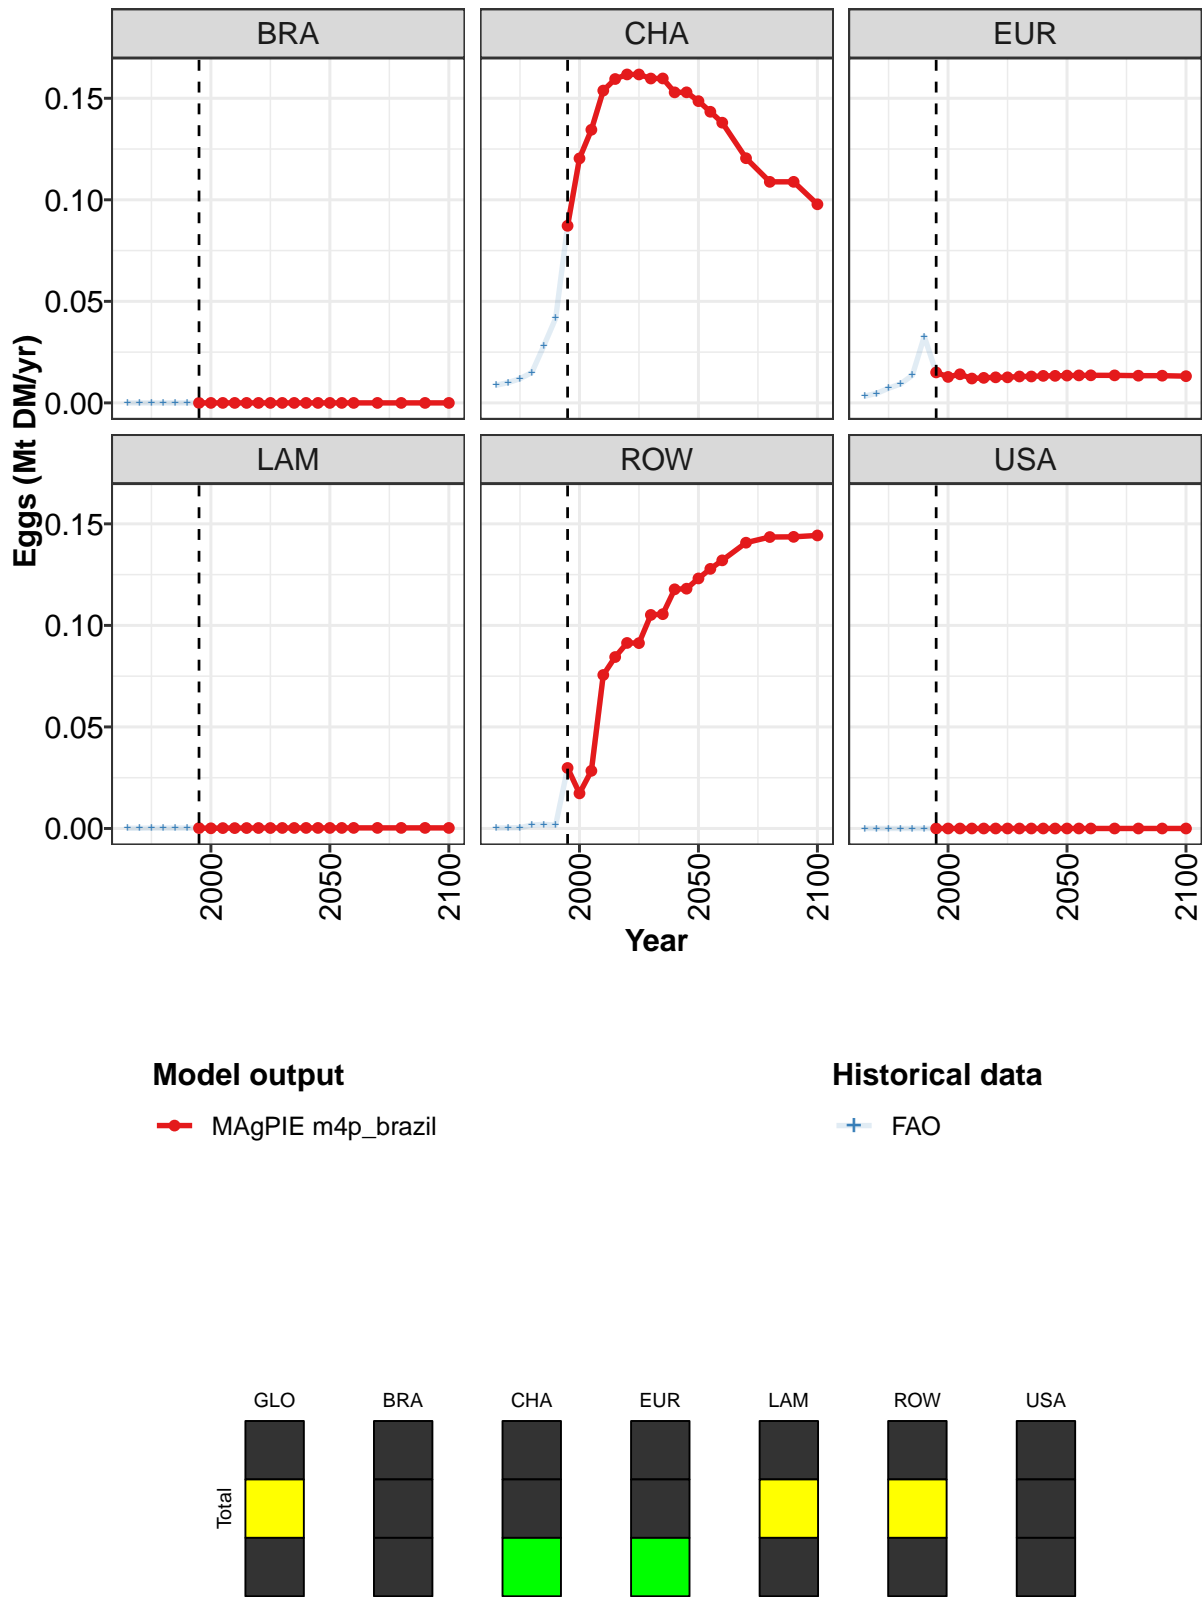 BRA CHA EUR
0.15
0.10
0.05
0.00
LAM ROW USA
0.15
0.10
0.05
0.00
Eggs (Mt DM/yr)
2000 2050 2100 2000 2050 2100 2000 2050 2100
Year
Model output Historical data
MAgPIE m4p_brazil FAO
GLO BRA CHA EUR LAM ROW USA
Total